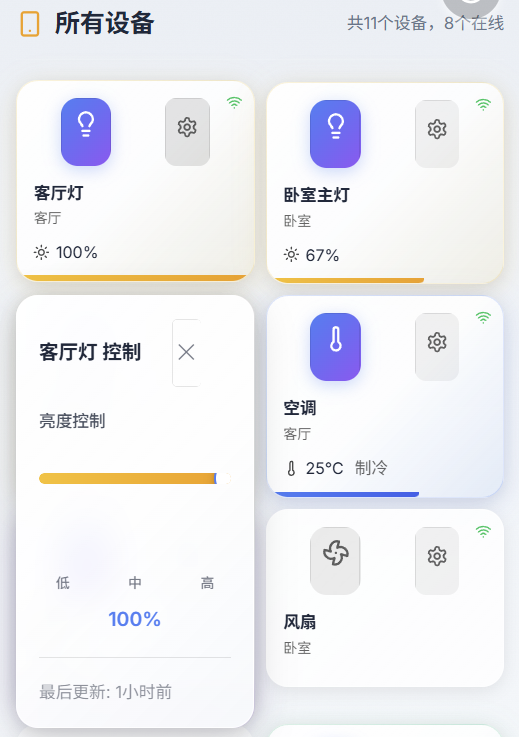 所有设备
共11个设备，8个在线
客厅灯
客厅
100%
卧室主灯
卧室
67%
客厅灯 控制
亮度控制
低 中 高
100%
最后更新: 1小时前
空调
客厅
25°C 制冷
风扇
卧室